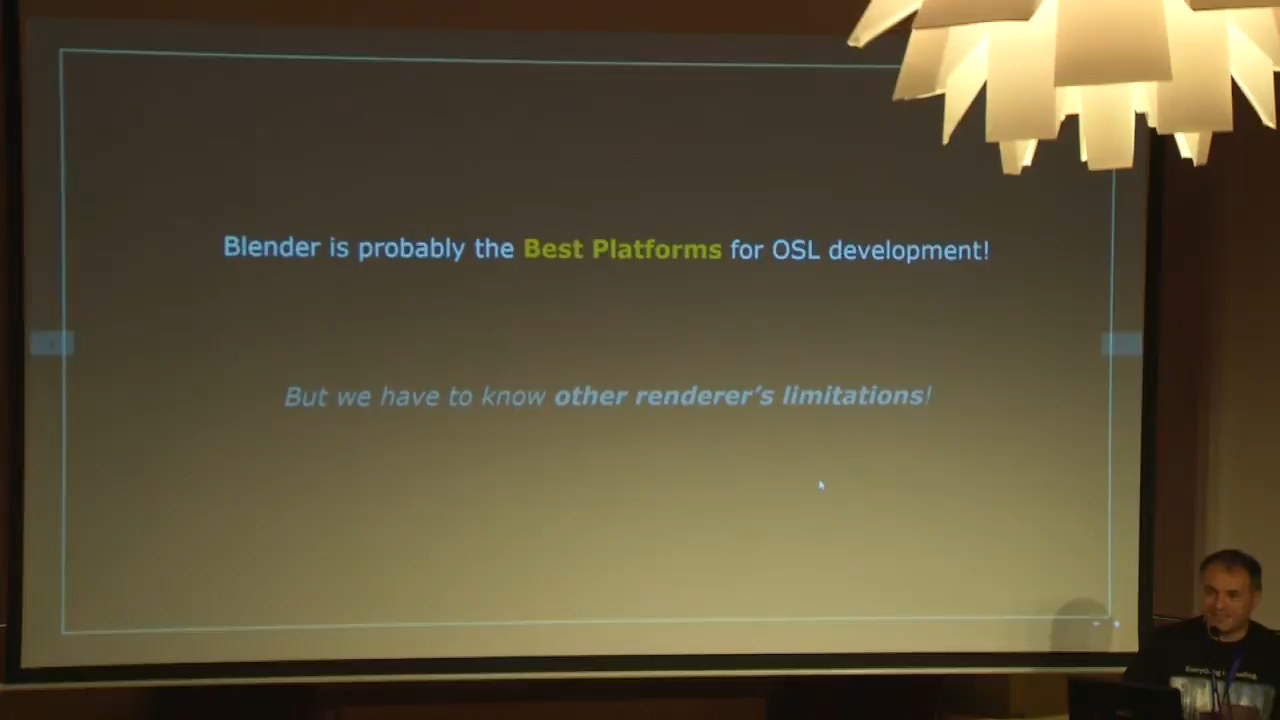 Blender is probably the Best Platforms for OSL development!
But we have to know other renderer’s limitations!